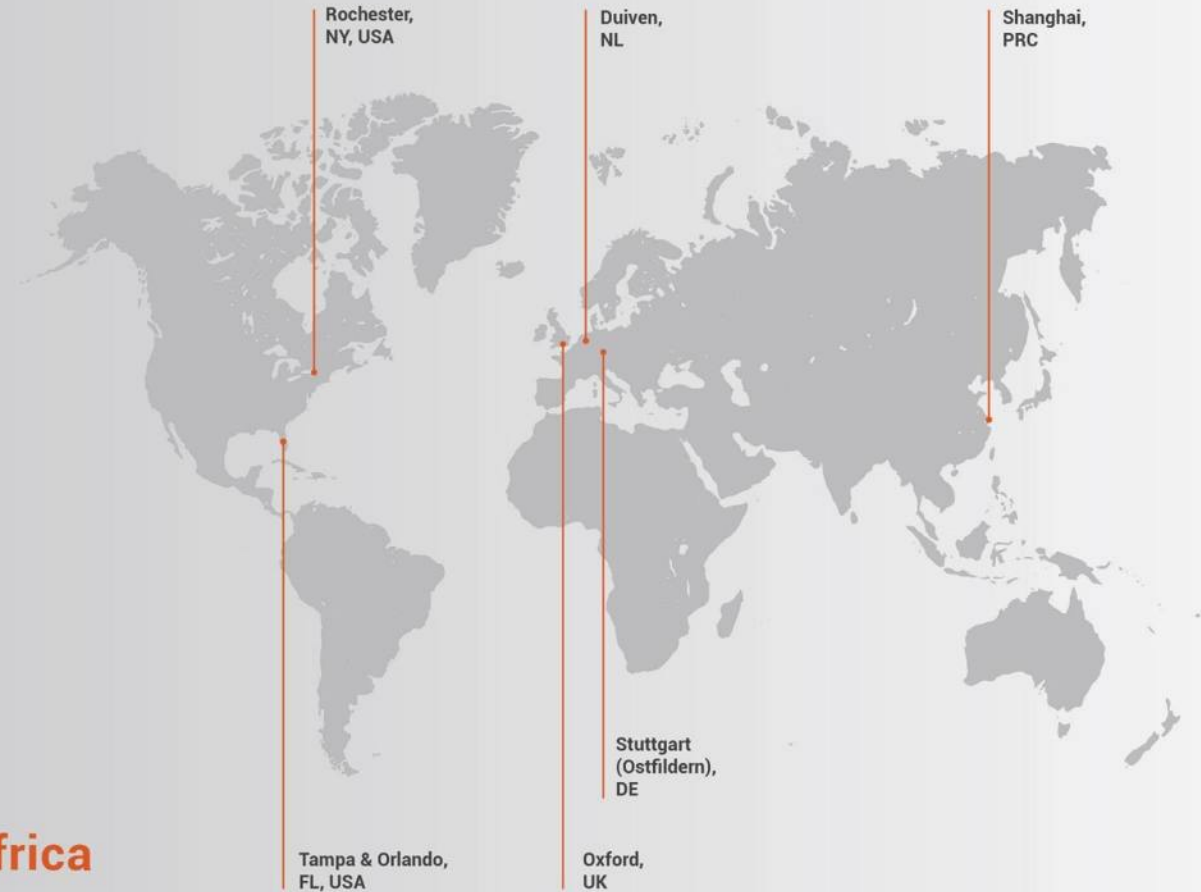 Rochester,
NY, USA
Duiven,
NL
Shanghai,
PRC
Stuttgart
(Ostfildern),
DE
frica
Tampa & Orlando,
FL, USA
Oxford,
UK